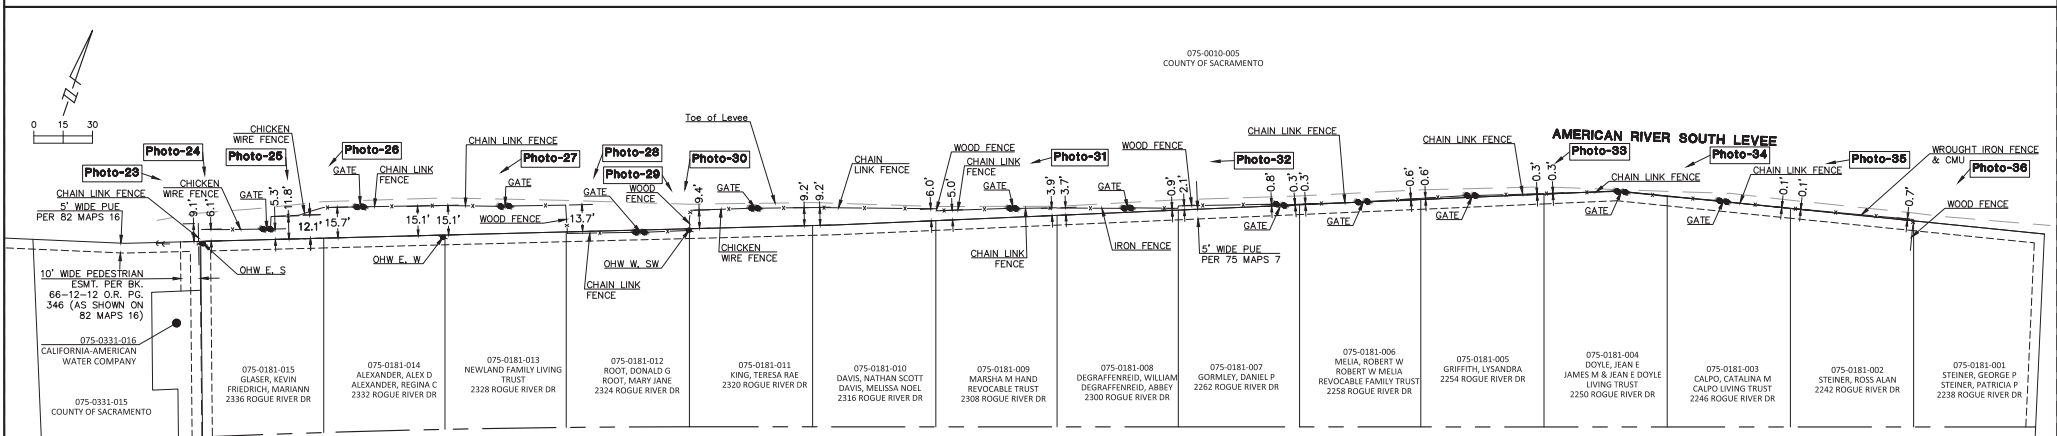 075-0010-005
COUNTY OF SACRAMENTO
0 15 30
Photo-23
Photo-24
Photo-25
Photo-26
Photo-27
Photo-28
Photo-29
Photo-30
Photo-31
Photo-32
Photo-33
Photo-34
Photo-35
Photo-36
AMERICAN RIVER SOUTH LEVEE
Toe of Levee
CHAIN LINK FENCE
5' WIDE PUE
PER 82 MAPS 16
CHICKEN
WIRE FENCE
GATE
CHICKEN
WIRE FENCE
GATE
CHAIN LINK
FENCE
CHAIN LINK FENCE
GATE
WOOD FENCE
GATE
WOOD
FENCE
GATE
CHAIN
LINK FENCE
WOOD FENCE
CHAIN LINK
FENCE
GATE
WOOD FENCE
GATE
CHAIN LINK FENCE
GATE
GATE
CHAIN LINK FENCE
GATE
CHAIN LINK FENCE
GATE
CHAIN LINK FENCE
GATE
WROUGHT IRON FENCE
& CMU
WOOD FENCE
9.1'
6.1'
5.3'
11.8'
12.1'
15.7'
15.1'
15.1'
13.7'
9.4'
9.2'
9.2'
6.0'
5.0'
3.9'
3.7'
0.9'
2.1'
0.8'
0.3'
0.3'
0.6'
0.6'
0.3'
0.3'
0.1'
0.1'
0.7'
OHW E, S
OHW E, W
OHW W, SW
CHAIN LINK
FENCE
CHICKEN
WIRE FENCE
CHAIN LINK
FENCE
IRON FENCE
5' WIDE PUE
PER 75 MAPS 7
10' WIDE PEDESTRIAN
ESMT. PER BK.
66-12-12 O.R. PG.
346 (AS SHOWN ON
82 MAPS 16)
075-0331-016
CALIFORNIA-AMERICAN
WATER COMPANY
075-0331-015
COUNTY OF SACRAMENTO
075-0181-015
GLASER, KEVIN
FRIEDRICH, MARIANN
2336 ROGUE RIVER DR
075-0181-014
ALEXANDER, ALEX D
ALEXANDER, REGINA C
2332 ROGUE RIVER DR
075-0181-013
NEWLAND FAMILY LIVING
TRUST
2328 ROGUE RIVER DR
075-0181-012
ROOT, DONALD G
ROOT, MARY JANE
2324 ROGUE RIVER DR
075-0181-011
KING, TERESA RAE
2320 ROGUE RIVER DR
075-0181-010
DAVIS, NATHAN SCOTT
DAVIS, MELISSA NOEL
2316 ROGUE RIVER DR
075-0181-009
MARSHA M HAND
REVOCABLE TRUST
2308 ROGUE RIVER DR
075-0181-008
DEGRAFFENREID, WILLIAM
DEGRAFFENREID, ABBEY
2300 ROGUE RIVER DR
075-0181-007
GORMLEY, DANIEL P
2262 ROGUE RIVER DR
075-0181-006
MELIA, ROBERT W
ROBERT W MELIA
REVOCABLE FAMILY TRUST
2258 ROGUE RIVER DR
075-0181-005
GRIFFITH, LYSANDRA
2254 ROGUE RIVER DR
075-0181-004
DOYLE, JEAN E
JAMES M & JEAN E DOYLE
LIVING TRUST
2250 ROGUE RIVER DR
075-0181-003
CALPO, CATALINA M
CALPO LIVING TRUST
2246 ROGUE RIVER DR
075-0181-002
STEINER, ROSS ALAN
2242 ROGUE RIVER DR
075-0181-001
STEINER, GEORGE P
STEINER, PATRICIA P
2238 ROGUE RIVER DR